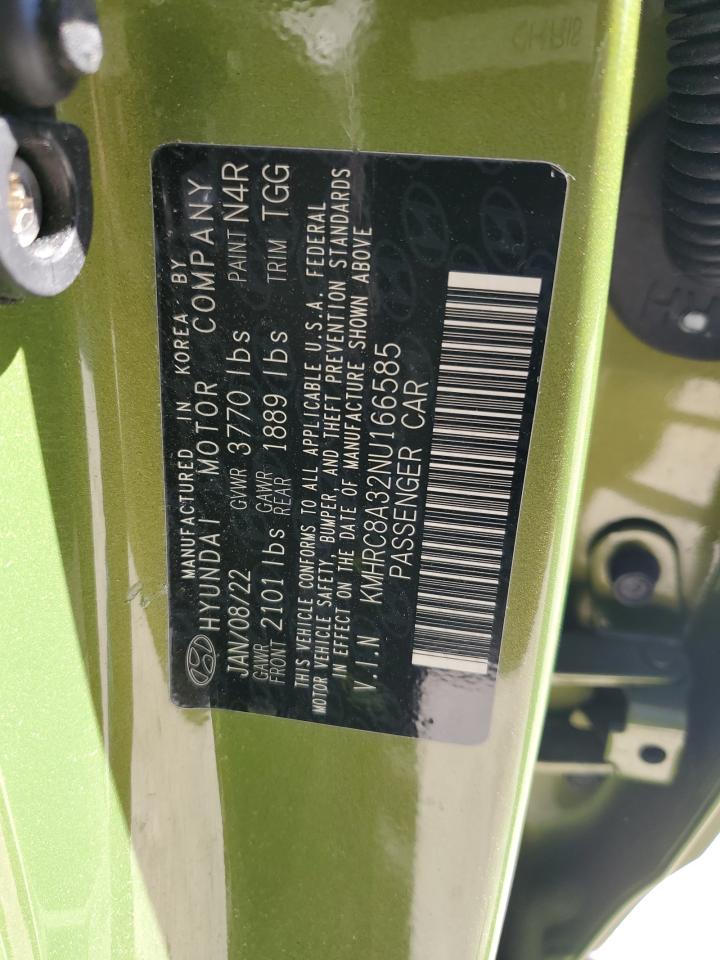 MANUFACTURED IN KOREA BY
HYUNDAI MOTOR COMPANY
JAN/08/22 GVWR 3770 lbs PAINT N4R
GAWR FRONT 2101 lbs GAWR REAR 1889 lbs TRIM TGG
THIS VEHICLE CONFORMS TO ALL APPLICABLE U.S.A. FEDERAL
MOTOR VEHICLE SAFETY, BUMPER, AND THEFT PREVENTION STANDARDS
IN EFFECT ON THE DATE OF MANUFACTURE SHOWN ABOVE
V.I.N KMHRC8A32NU166585
PASSENGER CAR